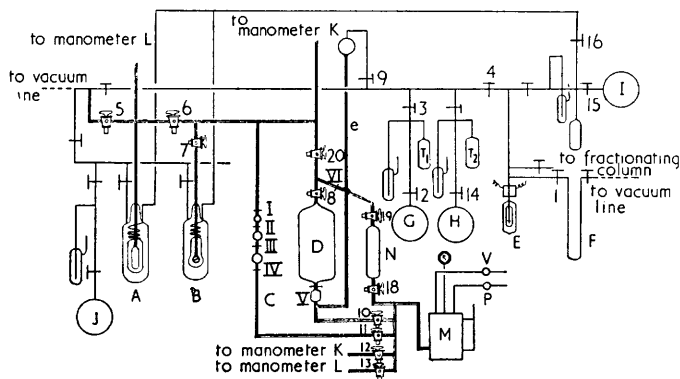 to manometer L
to manometer K
to vacuum
line
5
6
7
9
e
20
VI
8
3
4
16
I
15
T1
T2
12
14
G
H
to fractionating
column
1
to vacuum
line
E
F
I
II
III
IV
C
D
V
19
N
18
A
B
J
10
11
12
13
to manometer K
to manometer L
M
V
P